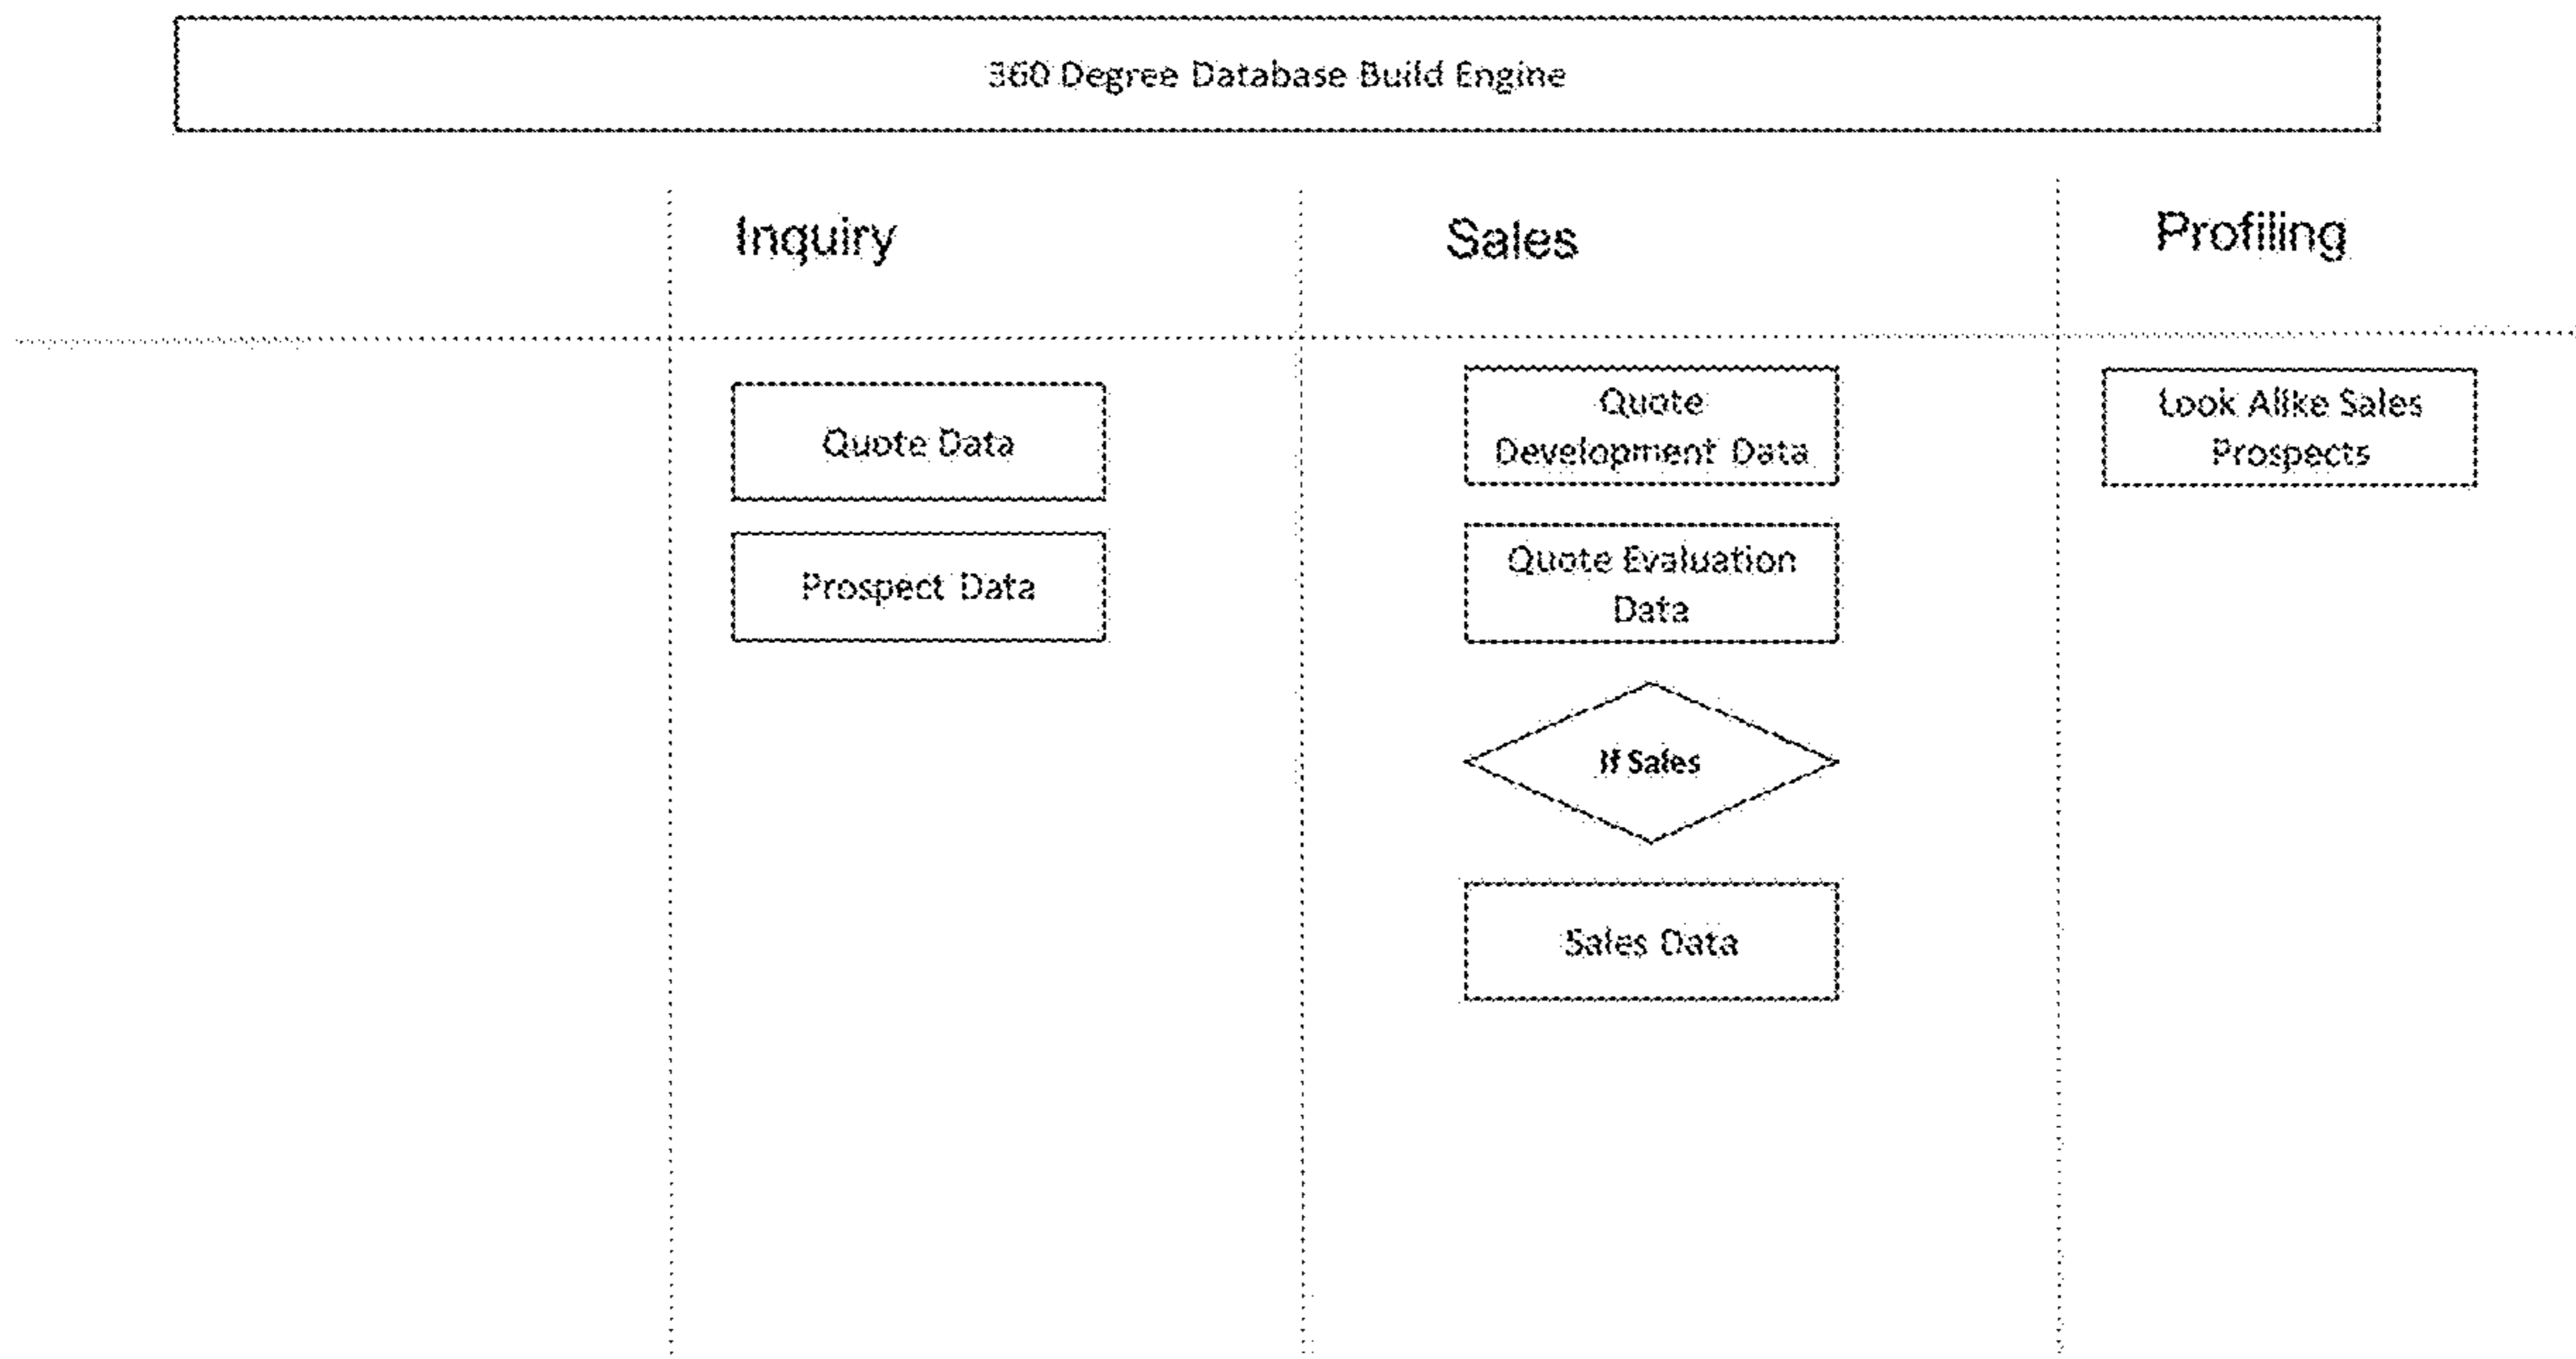 360 Degree Database Build Engine
Inquiry
Sales
Profiling
Quote Data
Prospect Data
Quote
Development Data
Quote Evaluation
Data
If Sales
Sales Data
Look Alike Sales
Prospects